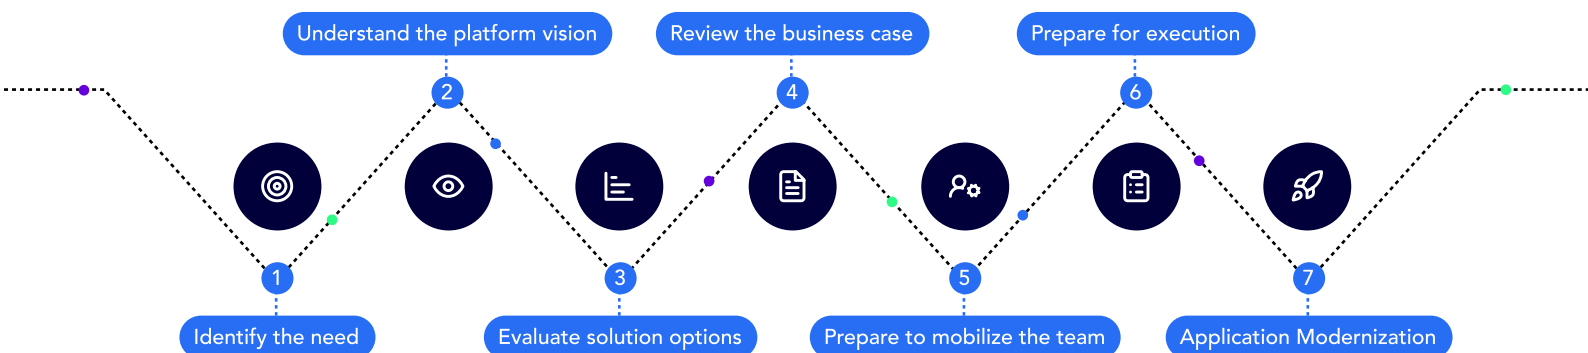 Understand the platform vision
Review the business case
Prepare for execution
2
4
6
1
3
5
7
Identify the need
Evaluate solution options
Prepare to mobilize the team
Application Modernization